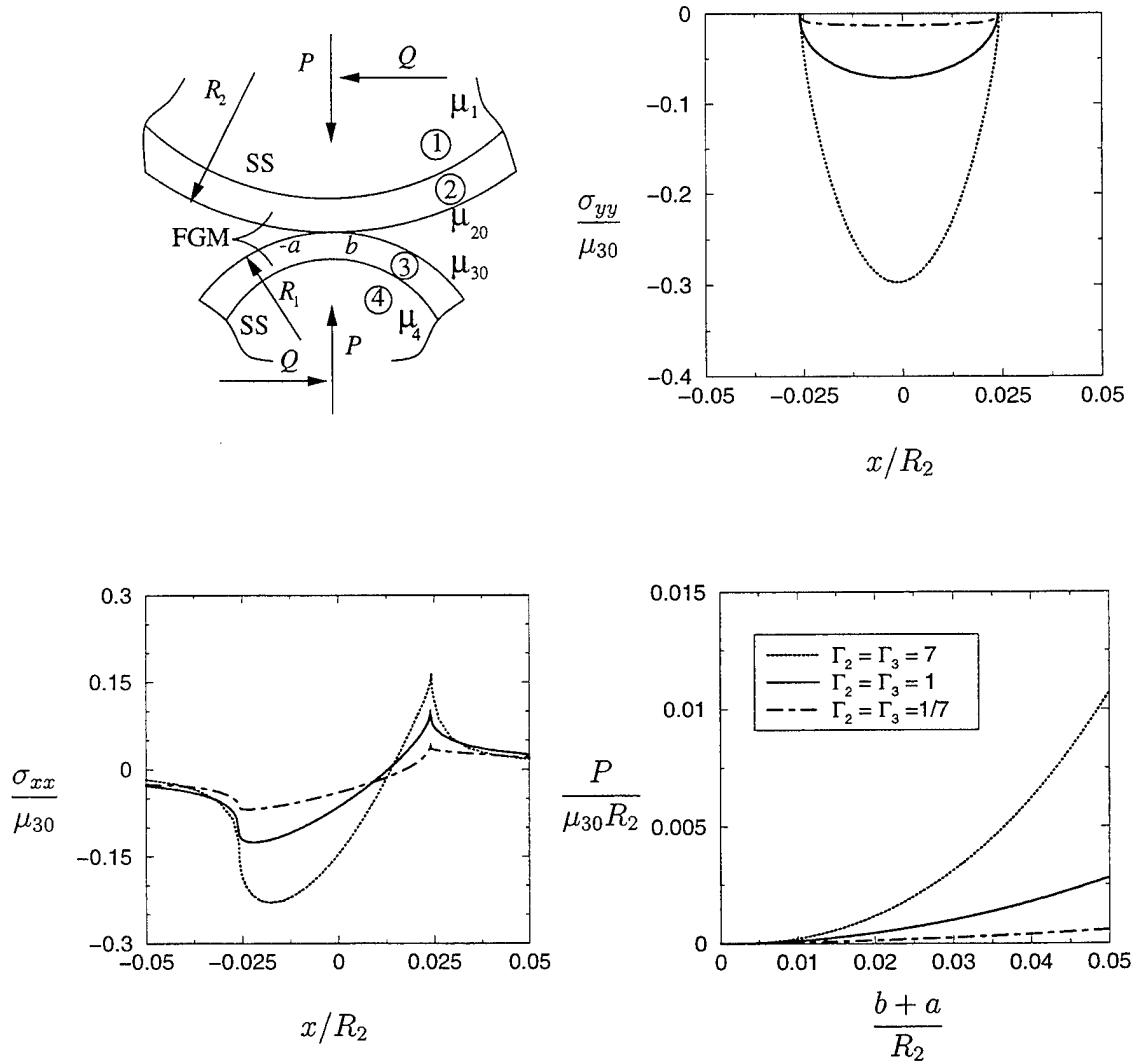 P
Q
R₂
μ₁
SS
①
②
μ₂₀
FGM
-a
b
③
μ₃₀
R₁
④
SS
μ₄
Q
P
0
−0.1
−0.2
−0.3
−0.4
σyy
μ₃₀
−0.05
−0.025
0
0.025
0.05
x/R₂
0.3
0.15
0
−0.15
−0.3
σxx
μ₃₀
−0.05
−0.025
0
0.025
0.05
x/R₂
0.015
0.01
0.005
0
P
μ₃₀R₂
Γ₂ = Γ₃ = 7
Γ₂ = Γ₃ = 1
Γ₂ = Γ₃ =1/7
0
0.01
0.02
0.03
0.04
0.05
b + a
R₂